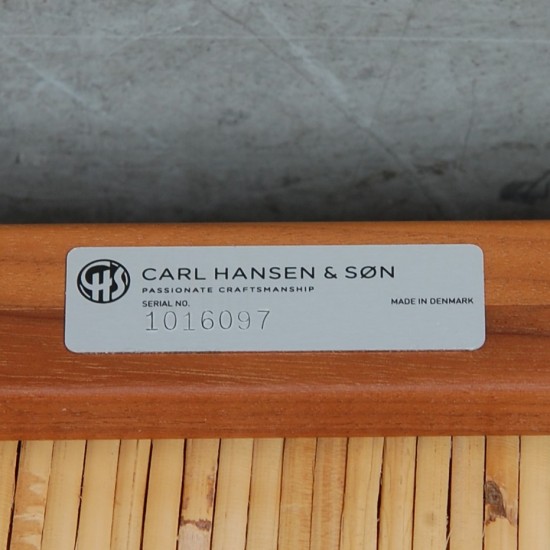 CHS
CARL HANSEN & SØN
PASSIONATE CRAFTSMANSHIP
SERIAL NO.
MADE IN DENMARK
1016097